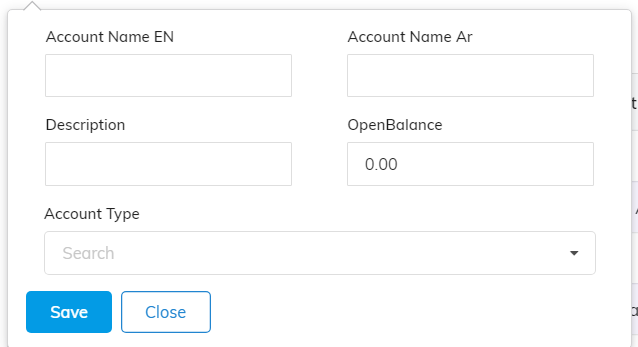 Account Name EN
Account Name Ar
Description
OpenBalance
0.00
Account Type
Search
Save
Close